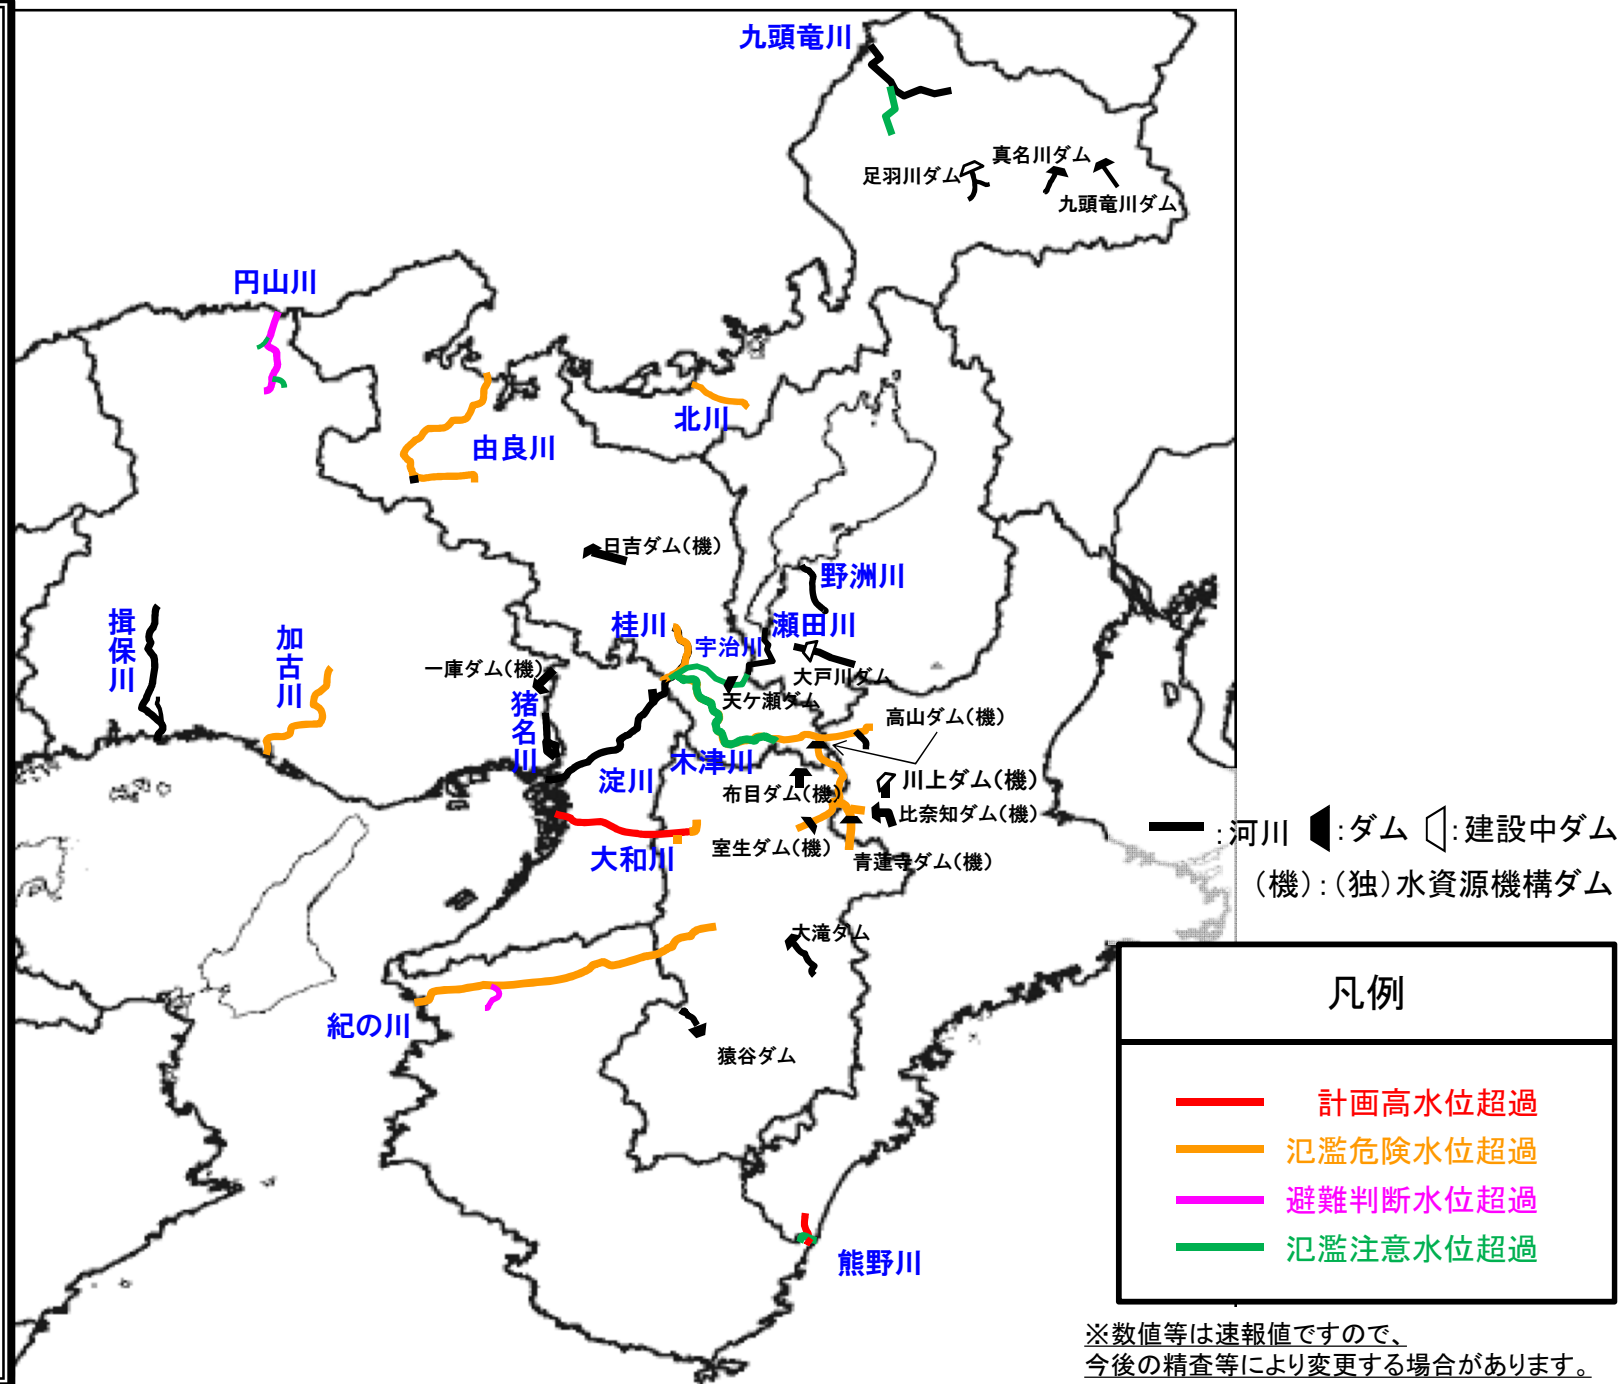 九頭竜川
真名川ダム
足羽川ダム
九頭竜川ダム
円山川
北川
由良川
日吉ダム(機)
野洲川
揖保川
加古川
桂川
宇治川
瀬田川
一庫ダム(機)
大戸川ダム
天ケ瀬ダム
猪名川
高山ダム(機)
木津川
淀川
川上ダム(機)
布目ダム(機)
比奈知ダム(機)
:河川 :ダム :建設中ダム
室生ダム(機)
大和川
青蓮寺ダム(機)
(機):(独)水資源機構ダム
大滝ダム
凡例
紀の川
猿谷ダム
計画高水位超過
氾濫危険水位超過
避難判断水位超過
氾濫注意水位超過
熊野川
※数値等は速報値ですので、
今後の精査等により変更する場合があります。